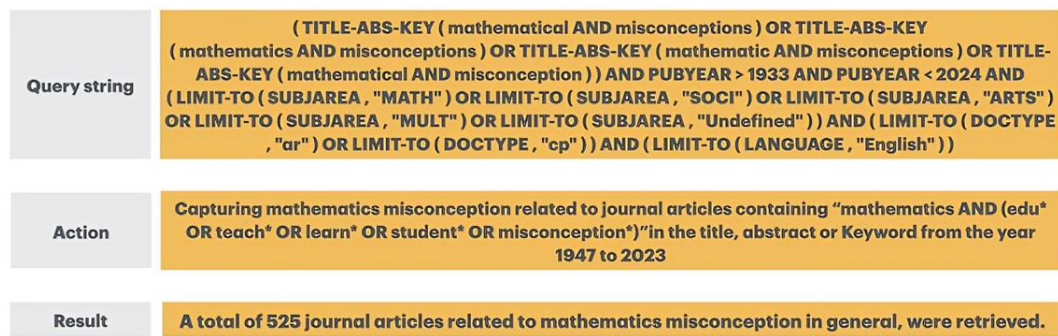 Query string
( TITLE-ABS-KEY ( mathematical AND misconceptions ) OR TITLE-ABS-KEY
( mathematics AND misconceptions ) OR TITLE-ABS-KEY ( mathematic AND misconceptions ) OR TITLE-
ABS-KEY ( mathematical AND misconception ) ) AND PUBYEAR > 1933 AND PUBYEAR < 2024 AND
( LIMIT-TO ( SUBJAREA , "MATH" ) OR LIMIT-TO ( SUBJAREA , "SOCI" ) OR LIMIT-TO ( SUBJAREA , "ARTS" )
OR LIMIT-TO ( SUBJAREA , "MULT" ) OR LIMIT-TO ( SUBJAREA , "Undefined" ) ) AND ( LIMIT-TO ( DOCTYPE
, "ar" ) OR LIMIT-TO ( DOCTYPE , "cp" ) ) AND ( LIMIT-TO ( LANGUAGE , "English" ) )
Action
Capturing mathematics misconception related to journal articles containing “mathematics AND (edu*
OR teach* OR learn* OR student* OR misconception*)”in the title, abstract or Keyword from the year
1947 to 2023
Result
A total of 525 journal articles related to mathematics misconception in general, were retrieved.